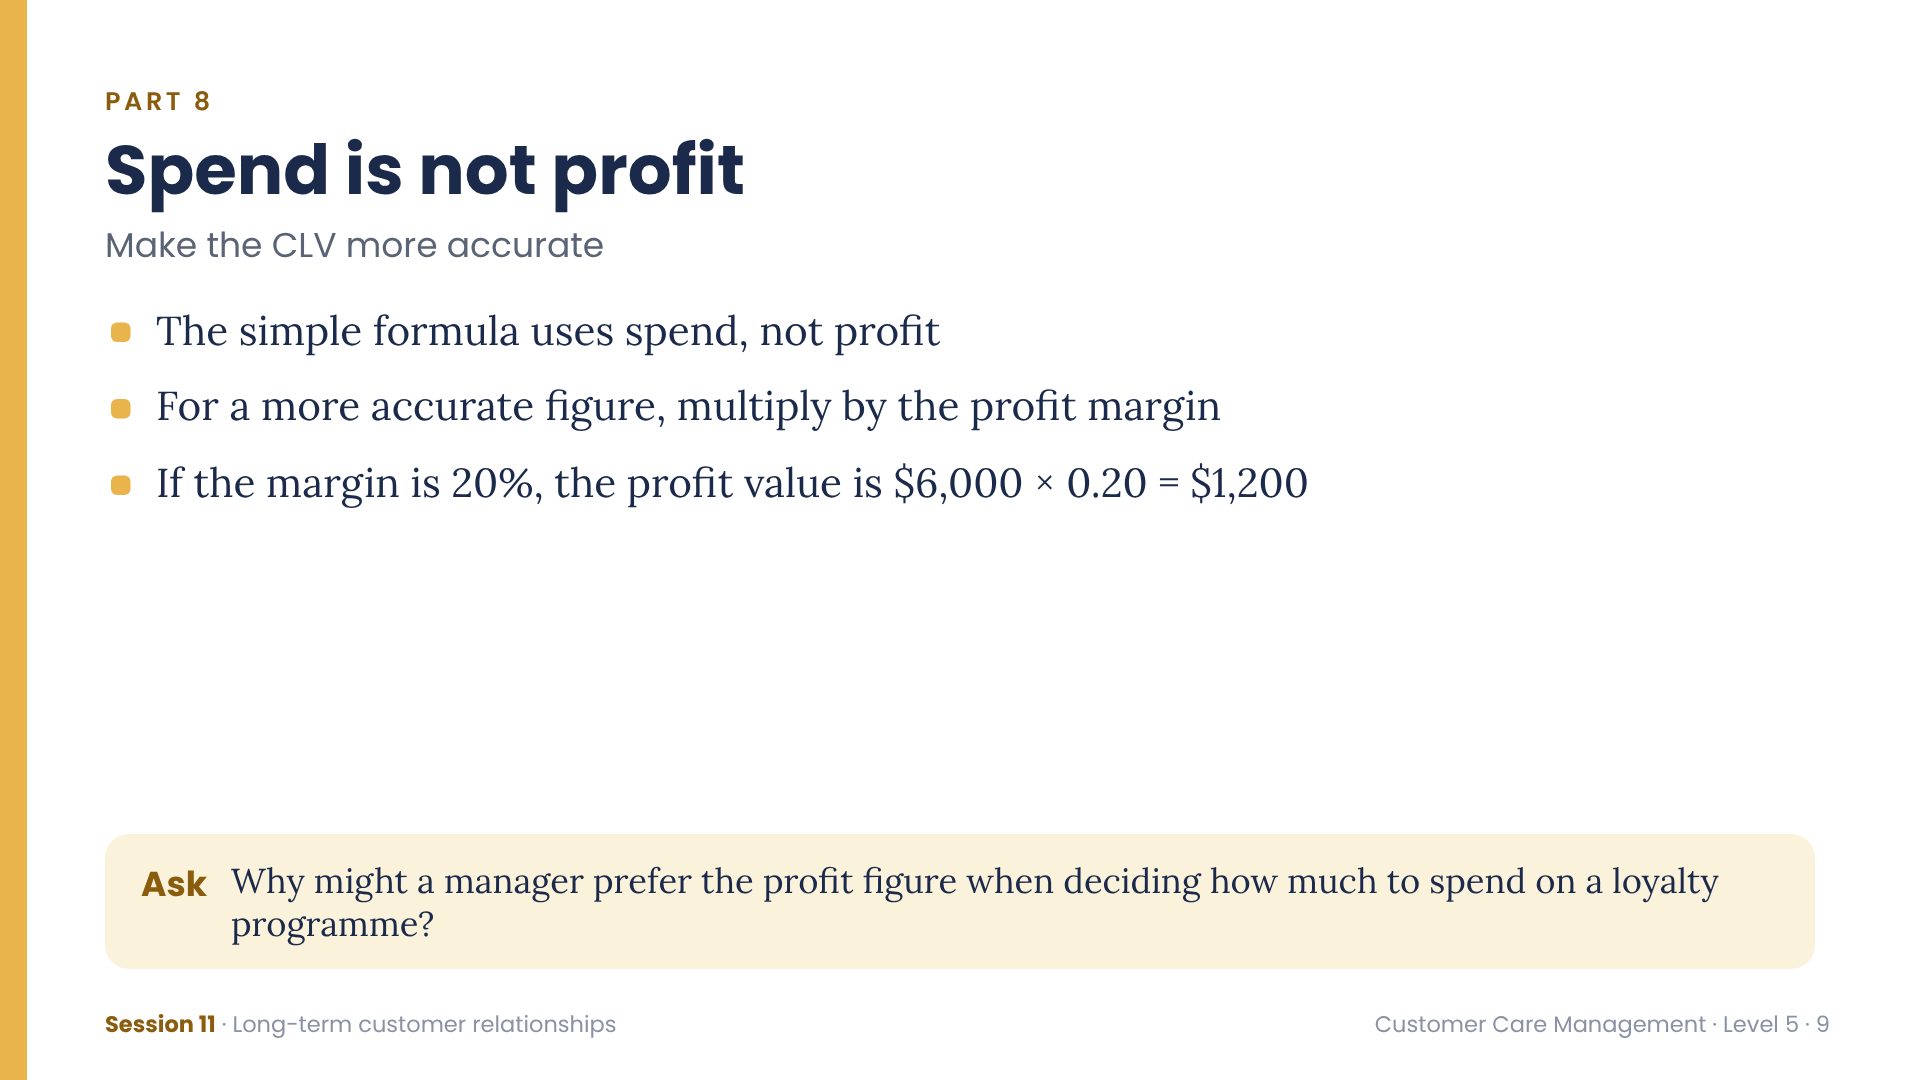 PART 8
Spend is not profit
Make the CLV more accurate
The simple formula uses spend, not profit
For a more accurate figure, multiply by the profit margin
If the margin is 20%, the profit value is $6,000 × 0.20 = $1,200
Ask Why might a manager prefer the profit figure when deciding how much to spend on a loyalty
programme?
Session 11 · Long-term customer relationships
Customer Care Management · Level 5 · 9